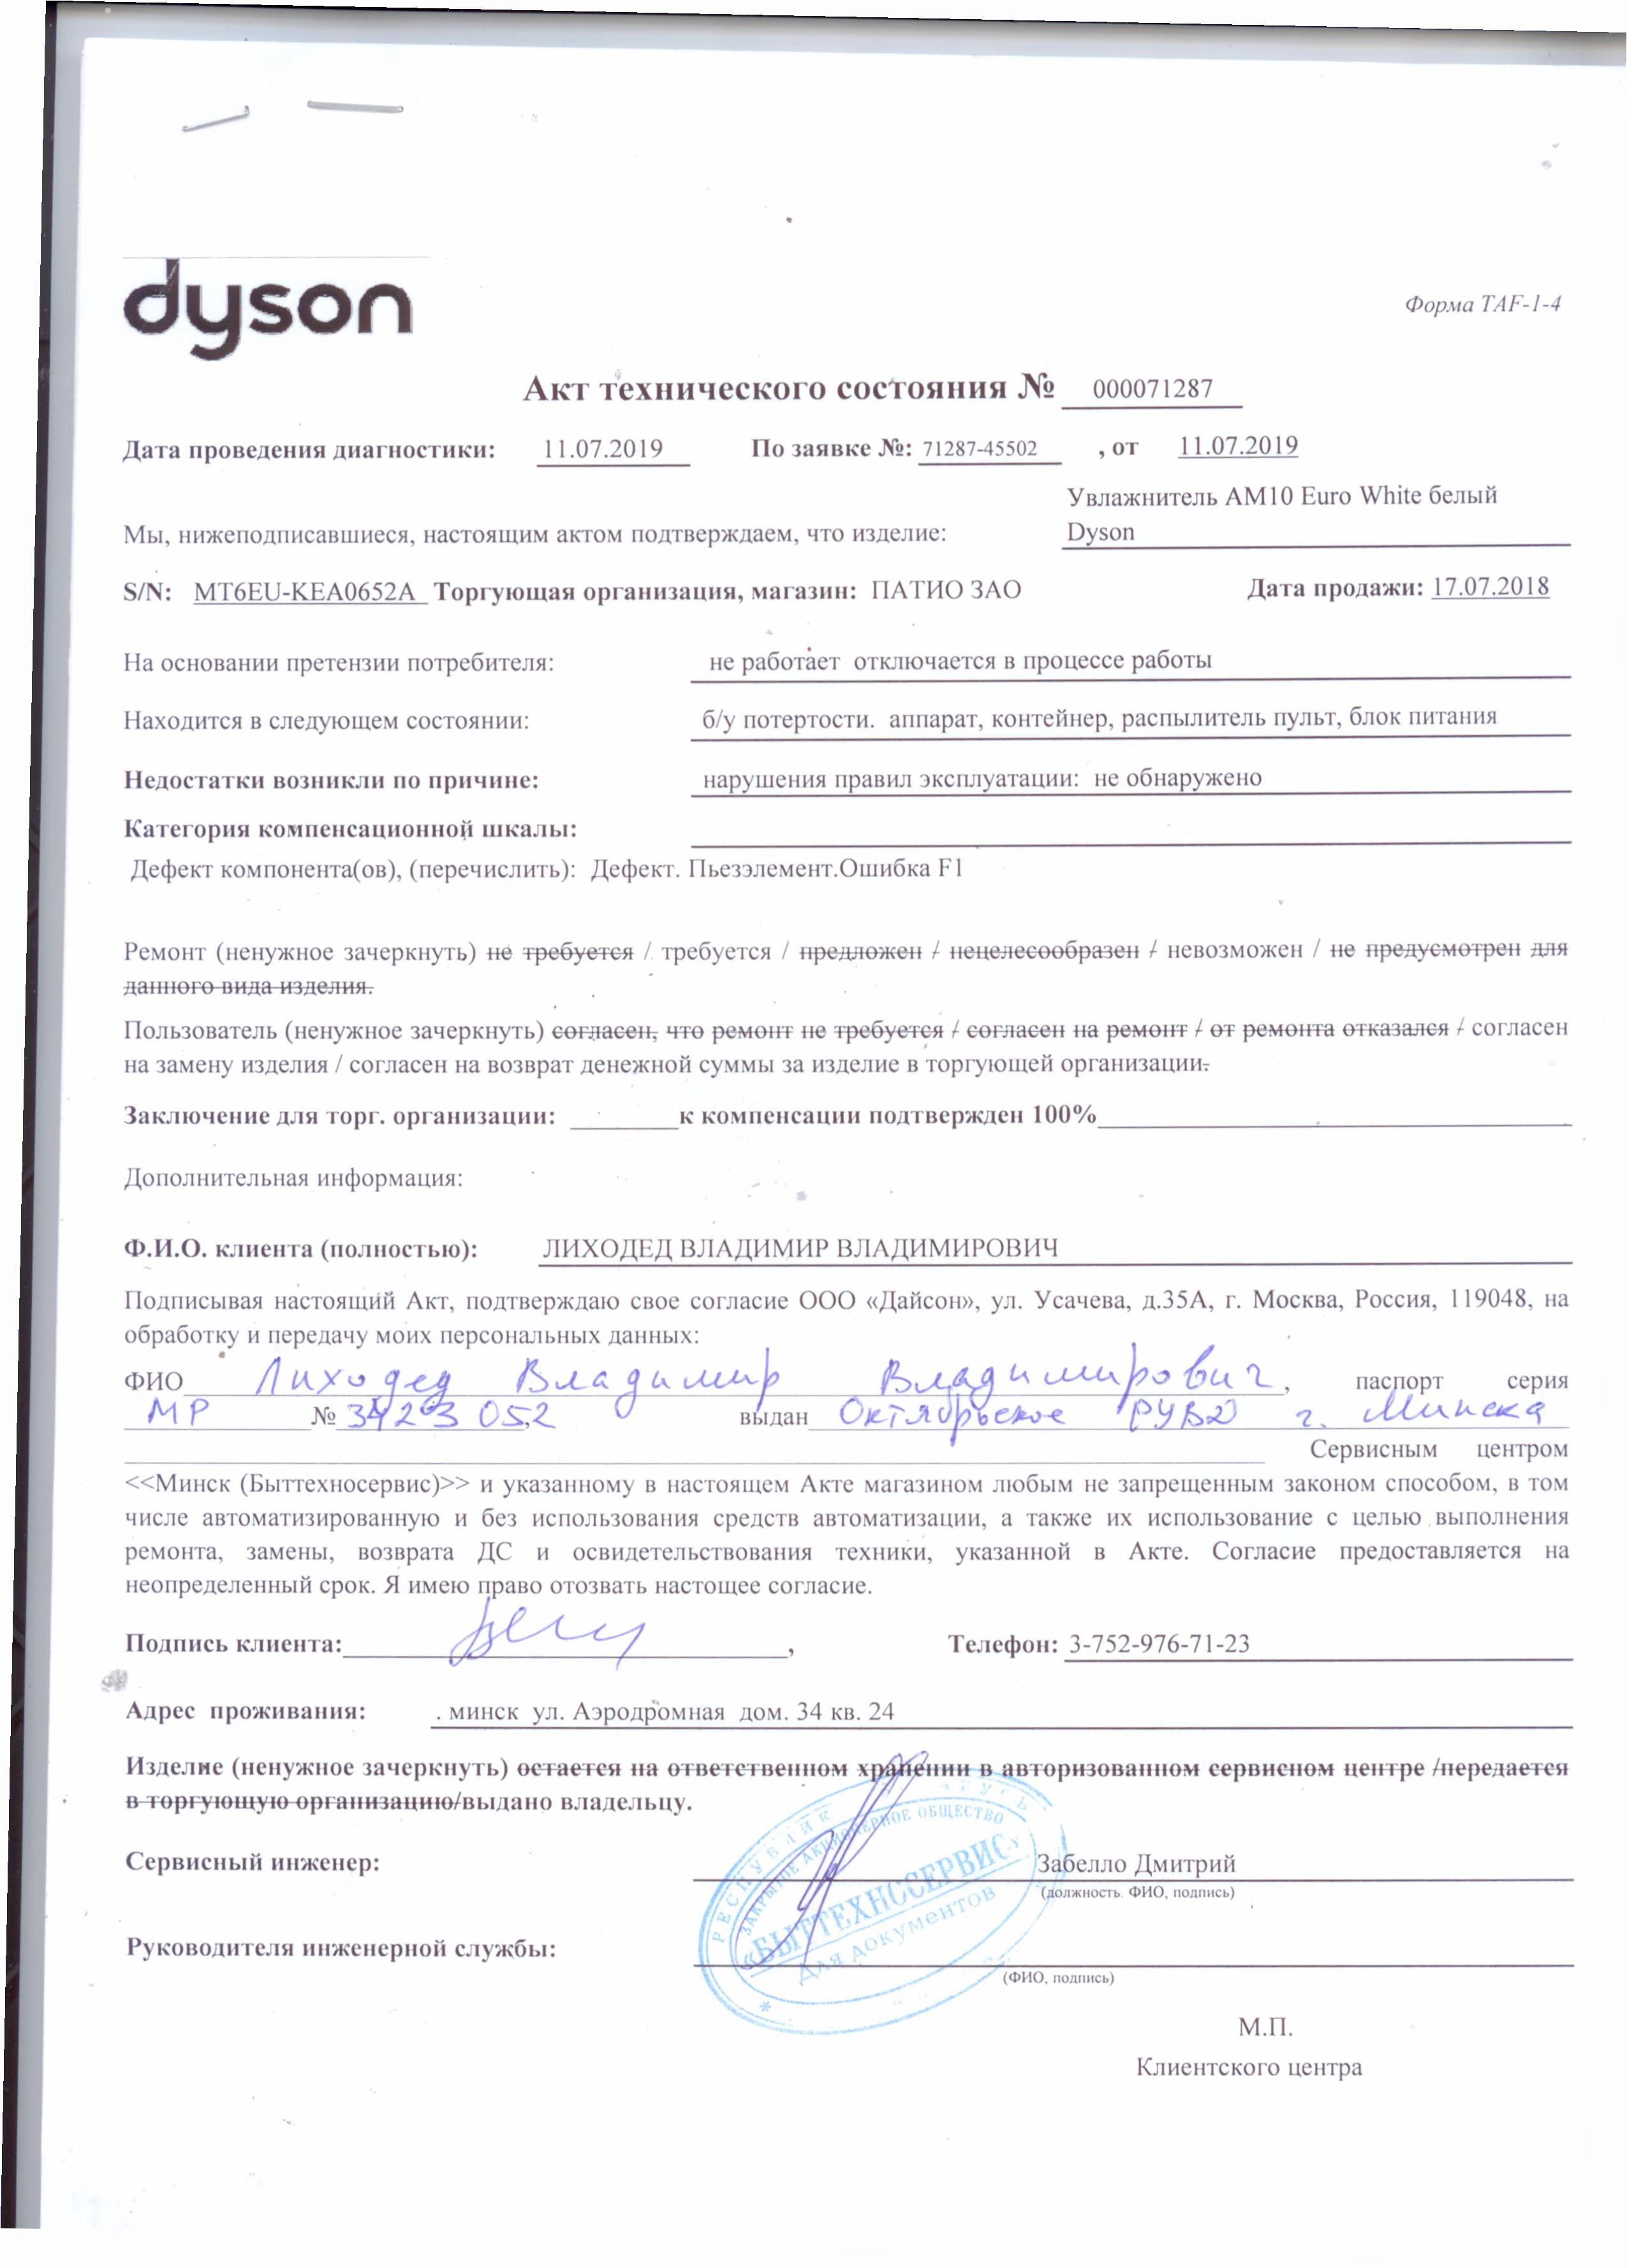 dyson
Форма TAF-1-4
Акт технического состояния № 000071287
Дата проведения диагностики: 11.07.2019 По заявке №: 71287-45502 , от 11.07.2019
Увлажнитель AM10 Euro White белый
Мы, нижеподписавшиеся, настоящим актом подтверждаем, что изделие: Dyson
S/N: MT6EU-KEA0652A Торгующая организация, магазин: ПАТИО ЗАО Дата продажи: 17.07.2018
На основании претензии потребителя: не работает отключается в процессе работы
Находится в следующем состоянии: б/у потертости. аппарат, контейнер, распылитель пульт, блок питания
Недостатки возникли по причине: нарушения правил эксплуатации: не обнаружено
Категория компенсационной шкалы:
Дефект компонента(ов), (перечислить): Дефект. Пьезэлемент.Ошибка F1
Ремонт (ненужное зачеркнуть) не требуется / требуется / предложен / нецелесообразен / невозможен / не предусмотрен для
данного вида изделия.
Пользователь (ненужное зачеркнуть) согласен, что ремонт не требуется / согласен на ремонт / от ремонта отказался / согласен
на замену изделия / согласен на возврат денежной суммы за изделие в торгующей организации.
Заключение для торг. организации: к компенсации подтвержден 100%
Дополнительная информация:
Ф.И.О. клиента (полностью): ЛИХОДЕД ВЛАДИМИР ВЛАДИМИРОВИЧ
Подписывая настоящий Акт, подтверждаю свое согласие ООО «Дайсон», ул. Усачева, д.35А, г. Москва, Россия, 119048, на
обработку и передачу моих персональных данных:
ФИО Лиходед Владимир Владимирович, паспорт серия
МР № 3423052, выдан Октябрьское РУВД г. Минска
Сервисным центром
<<Минск (Быттехносервис)>> и указанному в настоящем Акте магазином любым не запрещенным законом способом, в том
числе автоматизированную и без использования средств автоматизации, а также их использование с целью выполнения
ремонта, замены, возврата ДС и освидетельствования техники, указанной в Акте. Согласие предоставляется на
неопределенный срок. Я имею право отозвать настощее согласие.
Подпись клиента: , Телефон: 3-752-976-71-23
Адрес проживания: . минск ул. Аэродромная дом. 34 кв. 24
Изделие (ненужное зачеркнуть) остается на ответственном хранении в авторизованном сервисном центре /передается
в торгующую организацию/выдано владельцу.
РЕСПУБЛИКА БЕЛАРУСЬ
ЗАКРЫТОЕ АКЦИОНЕРНОЕ ОБЩЕСТВО
«БЫТТЕХНОСЕРВИС»
Для документов
Сервисный инженер: Забелло Дмитрий
(должность. ФИО, подпись)
Руководителя инженерной службы:
(ФИО, подпись)
М.П.
Клиентского центра